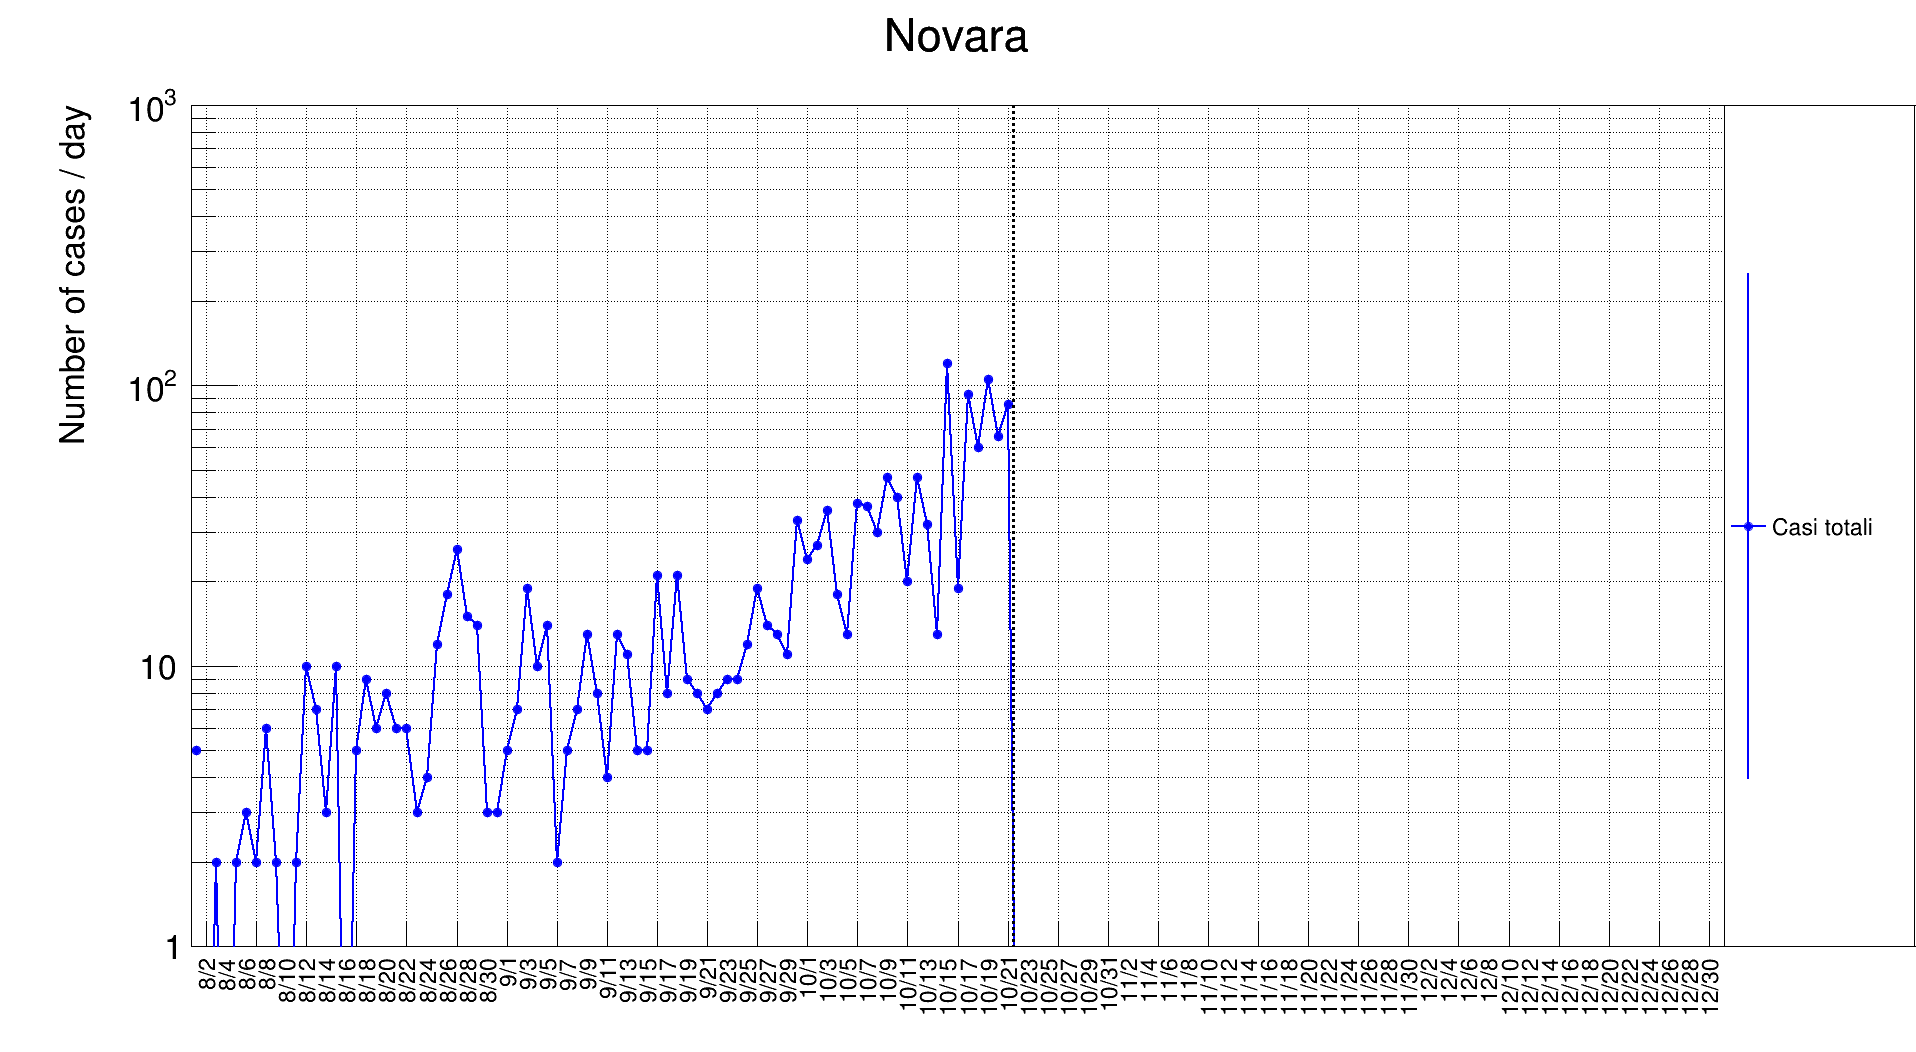 Novara
Number of cases / day
10³
10²
10
1
Casi totali
8/2 8/4 8/6 8/8 8/10 8/12 8/14 8/16 8/18 8/20 8/22 8/24 8/26 8/28 8/30 9/1 9/3 9/5 9/7 9/9 9/11 9/13 9/15 9/17 9/19 9/21 9/23 9/25 9/27 9/29 10/1 10/3 10/5 10/7 10/9 10/11 10/13 10/15 10/17 10/19 10/21 10/23 10/25 10/27 10/29 10/31 11/2 11/4 11/6 11/8 11/10 11/12 11/14 11/16 11/18 11/20 11/22 11/24 11/26 11/28 11/30 12/2 12/4 12/6 12/8 12/10 12/12 12/14 12/16 12/18 12/20 12/22 12/24 12/26 12/28 12/30